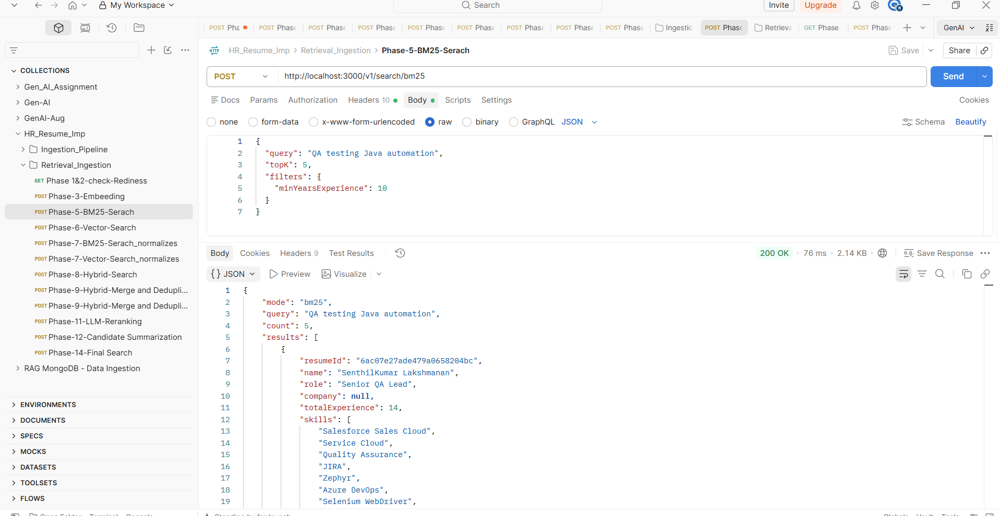 My Workspace
Search
Invite
Upgrade
POST Pha
POST Phase
POST Phase
POST Phase
POST Phase
POST Phase
POST Phase
POST Phase
POST Phase
Ingestio
POST Phase
Retrieva
GET Phase
POST Phase
GenAI
HR_Resume_Imp > Retrieval_Ingestion > Phase-5-BM25-Serach
Save
Share
COLLECTIONS
Gen_AI_Assignment
Gen-AI
GenAI-Aug
HR_Resume_Imp
Ingestion_Pipeline
Retrieval_Ingestion
GET Phase 1&2-check-Rediness
POST Phase-3-Embeeding
POST Phase-5-BM25-Serach
POST Phase-6-Vector-Search
POST Phase-7-BM25-Serach_normalizes
POST Phase-7-Vector-Search_normalizes
POST Phase-8-Hybrid-Search
POST Phase-9-Hybrid-Merge and Dedupli...
POST Phase-9-Hybrid-Merge and Dedupli...
POST Phase-11-LLM-Reranking
POST Phase-12-Candidate Summarization
POST Phase-14-Final Search
RAG MongoDB - Data Ingestion
ENVIRONMENTS
DOCUMENTS
SPECS
MOCKS
DATASETS
TOOLSETS
FLOWS
POST http://localhost:3000/v1/search/bm25
Send
Docs Params Authorization Headers 10 Body Scripts Settings
Cookies
none form-data x-www-form-urlencoded raw binary GraphQL JSON
Schema Beautify
1 {
2 "query": "QA testing Java automation",
3 "topK": 5,
4 "filters": {
5 "minYearsExperience": 10
6 }
7 }
Body Cookies Headers 9 Test Results
200 OK • 76 ms • 2.14 KB •
e.g. Save Response
{} JSON Preview Visualize
1 {
2 "mode": "bm25",
3 "query": "QA testing Java automation",
4 "count": 5,
5 "results": [
6 {
7 "resumeId": "6ac07e27ade479a0658204bc",
8 "name": "SenthilKumar Lakshmanan",
9 "role": "Senior QA Lead",
10 "company": null,
11 "totalExperience": 14,
12 "skills": [
13 "Salesforce Sales Cloud",
14 "Service Cloud",
15 "Quality Assurance",
16 "JIRA",
17 "Zephyr",
18 "Azure DevOps",
19 "Selenium WebDriver",